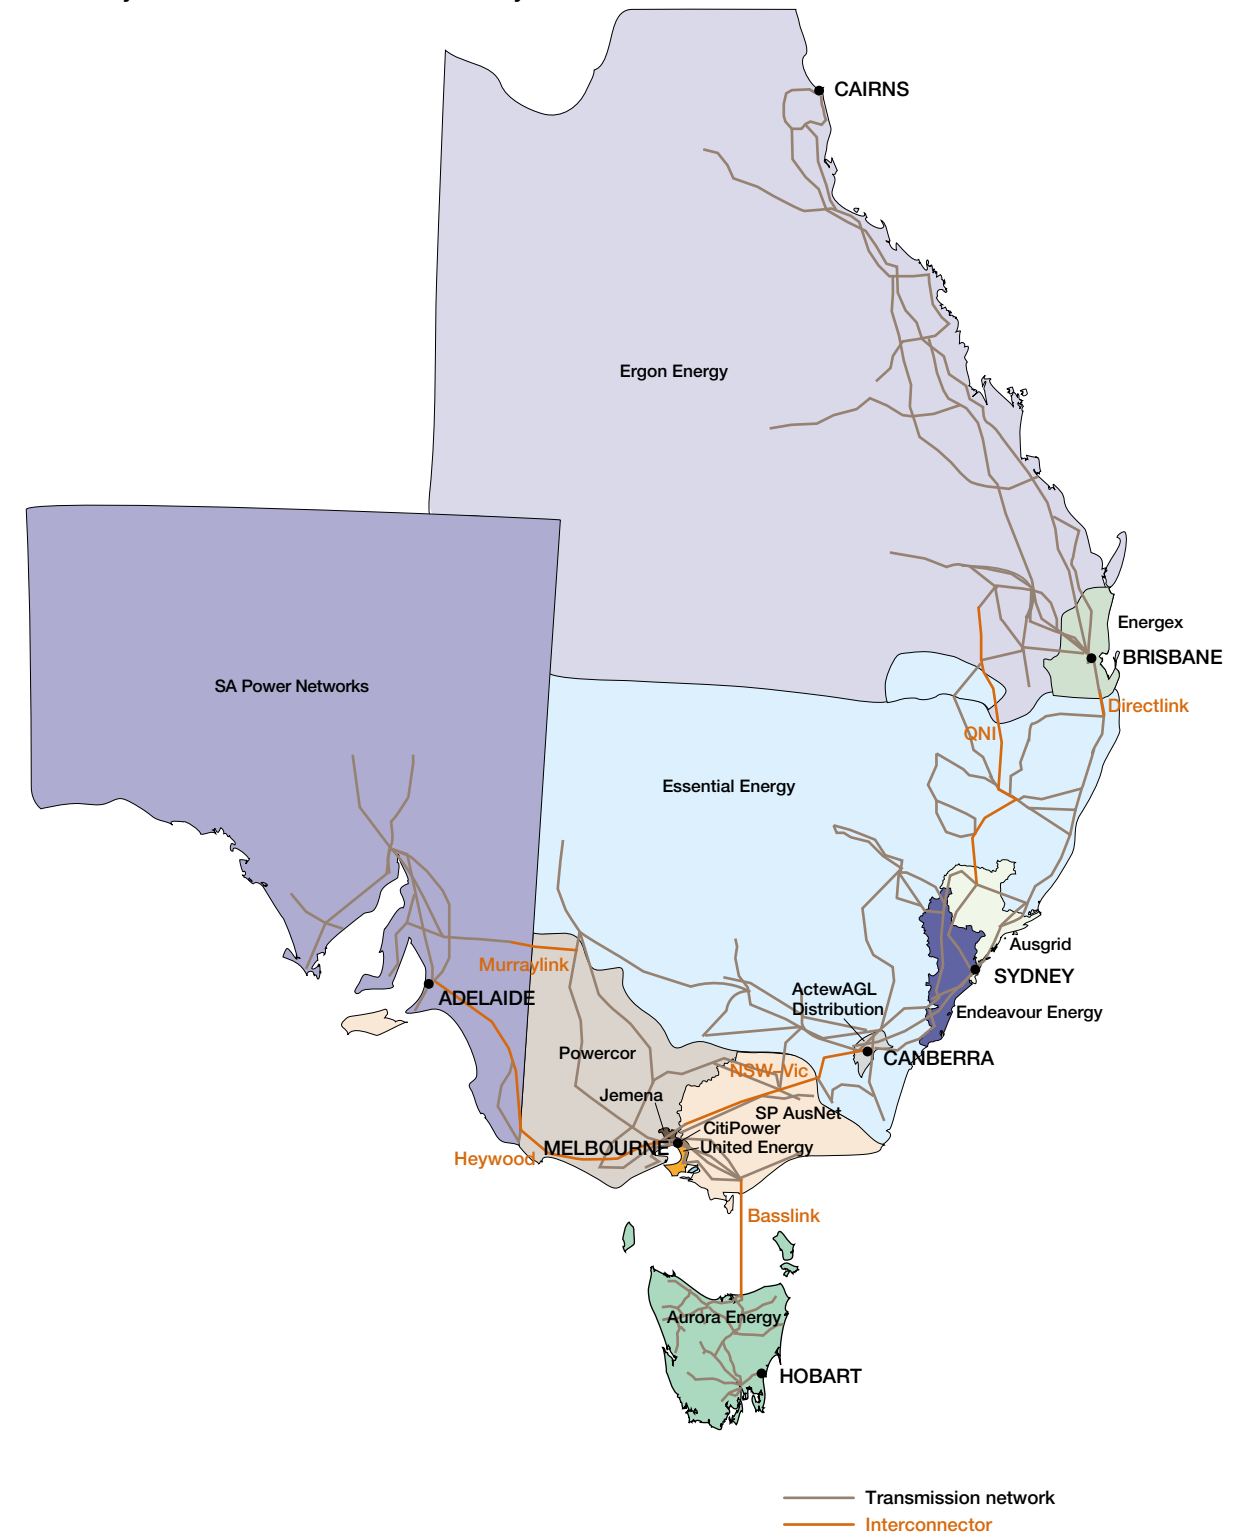 CAIRNS
Ergon Energy
Energex
BRISBANE
SA Power Networks
Directlink
QNI
Essential Energy
Ausgrid
Murraylink
SYDNEY
ActewAGL
Distribution
ADELAIDE
Endeavour Energy
Powercor
CANBERRA
NSW–Vic
Jemena
SP AusNet
CitiPower
MELBOURNE
United Energy
Heywood
Basslink
Aurora Energy
HOBART
Transmission network
Interconnector